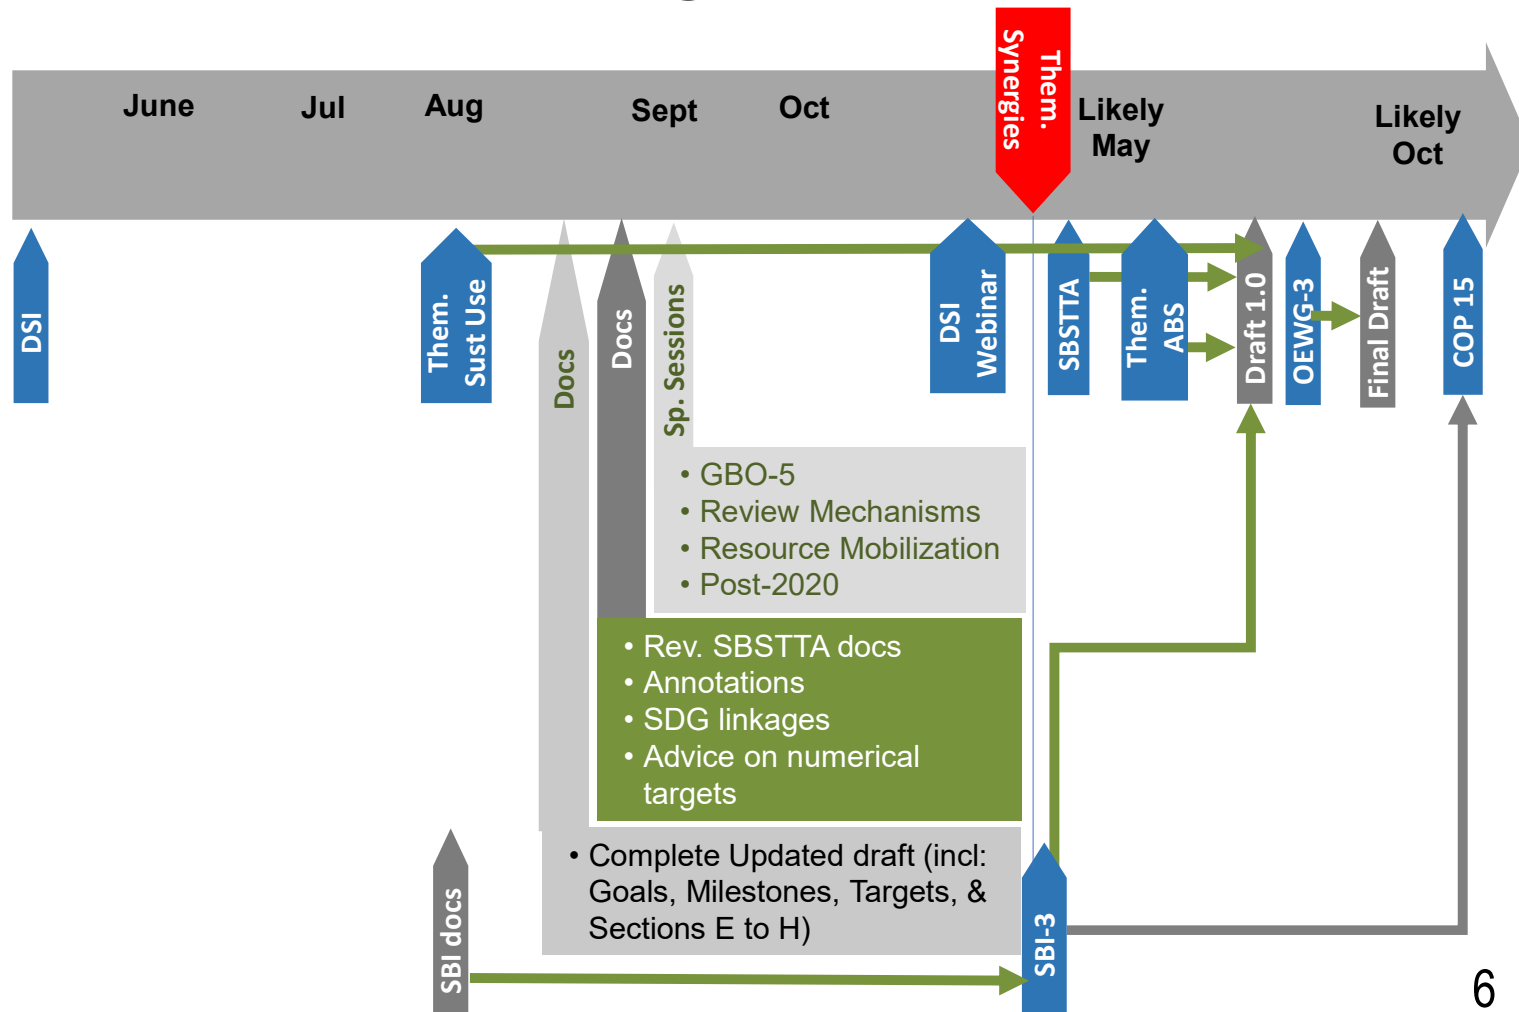 Them.
Synergies
June
Jul
Aug
Sept
Oct
Likely
May
Likely
Oct
DSI
Them.
Sust Use
Docs
Docs
Sp. Sessions
DSI
Webinar
SBSTTA
Them.
ABS
Draft 1.0
OEWG-3
Final Draft
COP 15
• GBO-5
• Review Mechanisms
• Resource Mobilization
• Post-2020
• Rev. SBSTTA docs
• Annotations
• SDG linkages
• Advice on numerical
targets
• Complete Updated draft (incl:
Goals, Milestones, Targets, &
Sections E to H)
SBI docs
SBI-3
6